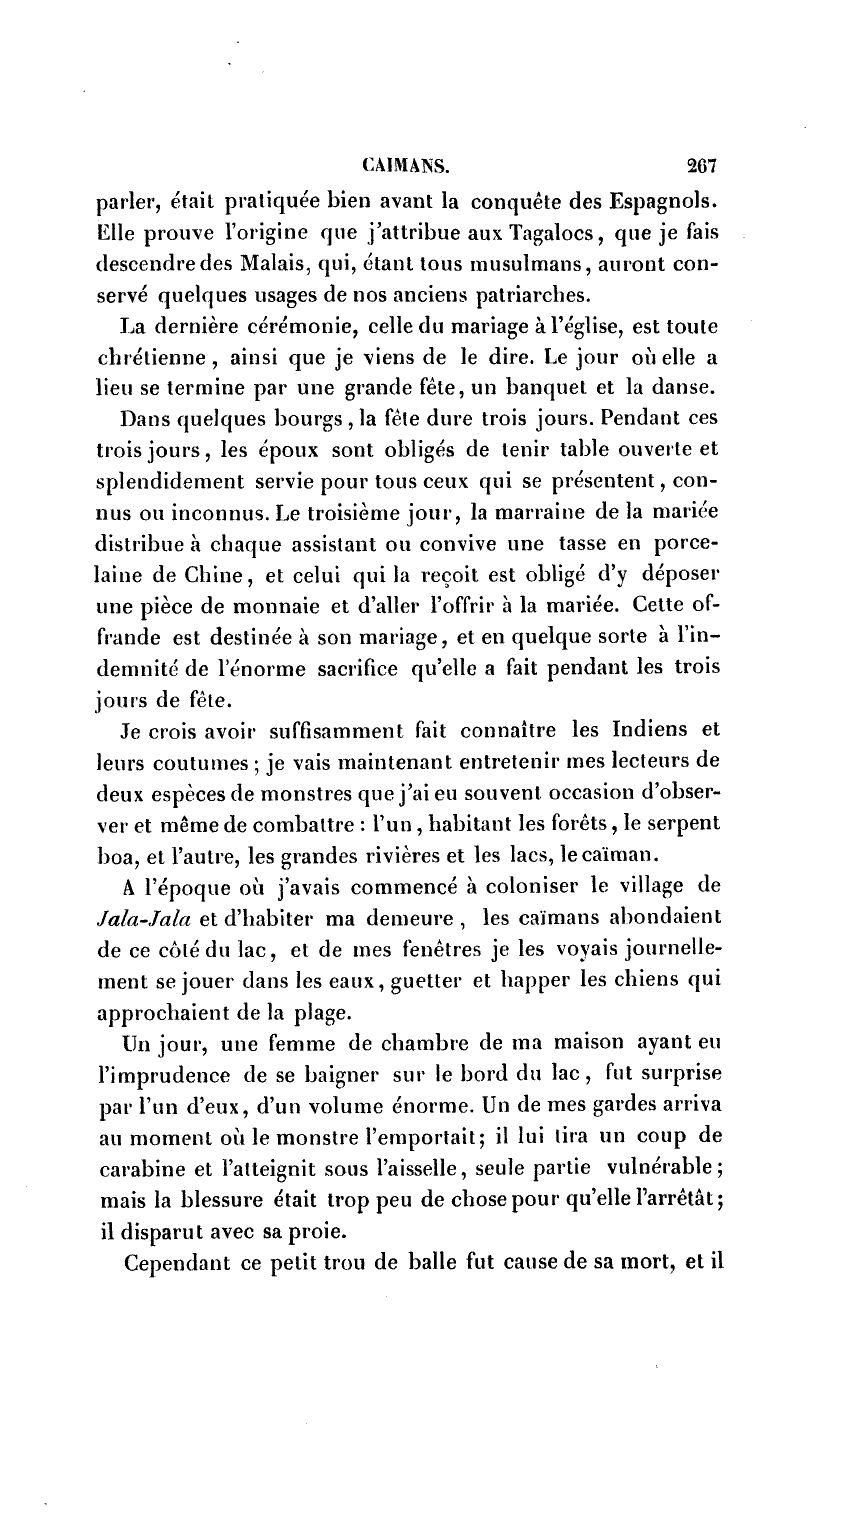 CAIMANS. 267
parler, était pratiquée bien avant la conquête des Espagnols.
Elle prouve l'origine que j'attribue aux Tagalocs, que je fais
descendre des Malais, qui, étant tous musulmans, auront con-
servé quelques usages de nos anciens patriarches.
La dernière cérémonie, celle du mariage à l'église, est toute
chrétienne, ainsi que je viens de le dire. Le jour où elle a
lieu se termine par une grande fête, un banquet et la danse.
Dans quelques bourgs, la fête dure trois jours. Pendant ces
trois jours, les époux sont obligés de tenir table ouverte et
splendidement servie pour tous ceux qui se présentent, con-
nus ou inconnus. Le troisième jour, la marraine de la mariée
distribue à chaque assistant ou convive une tasse en porce-
laine de Chine, et celui qui la reçoit est obligé d'y déposer
une pièce de monnaie et d'aller l'offrir à la mariée. Cette of-
frande est destinée à son mariage, et en quelque sorte à l'in-
demnité de l'énorme sacrifice qu'elle a fait pendant les trois
jours de fête.
Je crois avoir suffisamment fait connaître les Indiens et
leurs coutumes ; je vais maintenant entretenir mes lecteurs de
deux espèces de monstres que j'ai eu souvent occasion d'obser-
ver et même de combattre : l'un, habitant les forêts, le serpent
boa, et l'autre, les grandes rivières et les lacs, le caïman.
A l'époque où j'avais commencé à coloniser le village de
Jala-Jala et d'habiter ma demeure, les caïmans abondaient
de ce côté du lac, et de mes fenêtres je les voyais journelle-
ment se jouer dans les eaux, guetter et happer les chiens qui
approchaient de la plage.
Un jour, une femme de chambre de ma maison ayant eu
l'imprudence de se baigner sur le bord du lac, fut surprise
par l'un d'eux, d'un volume énorme. Un de mes gardes arriva
au moment où le monstre l'emportait; il lui tira un coup de
carabine et l'atteignit sous l'aisselle, seule partie vulnérable;
mais la blessure était trop peu de chose pour qu'elle l'arrêtât;
il disparut avec sa proie.
Cependant ce petit trou de balle fut cause de sa mort, et il